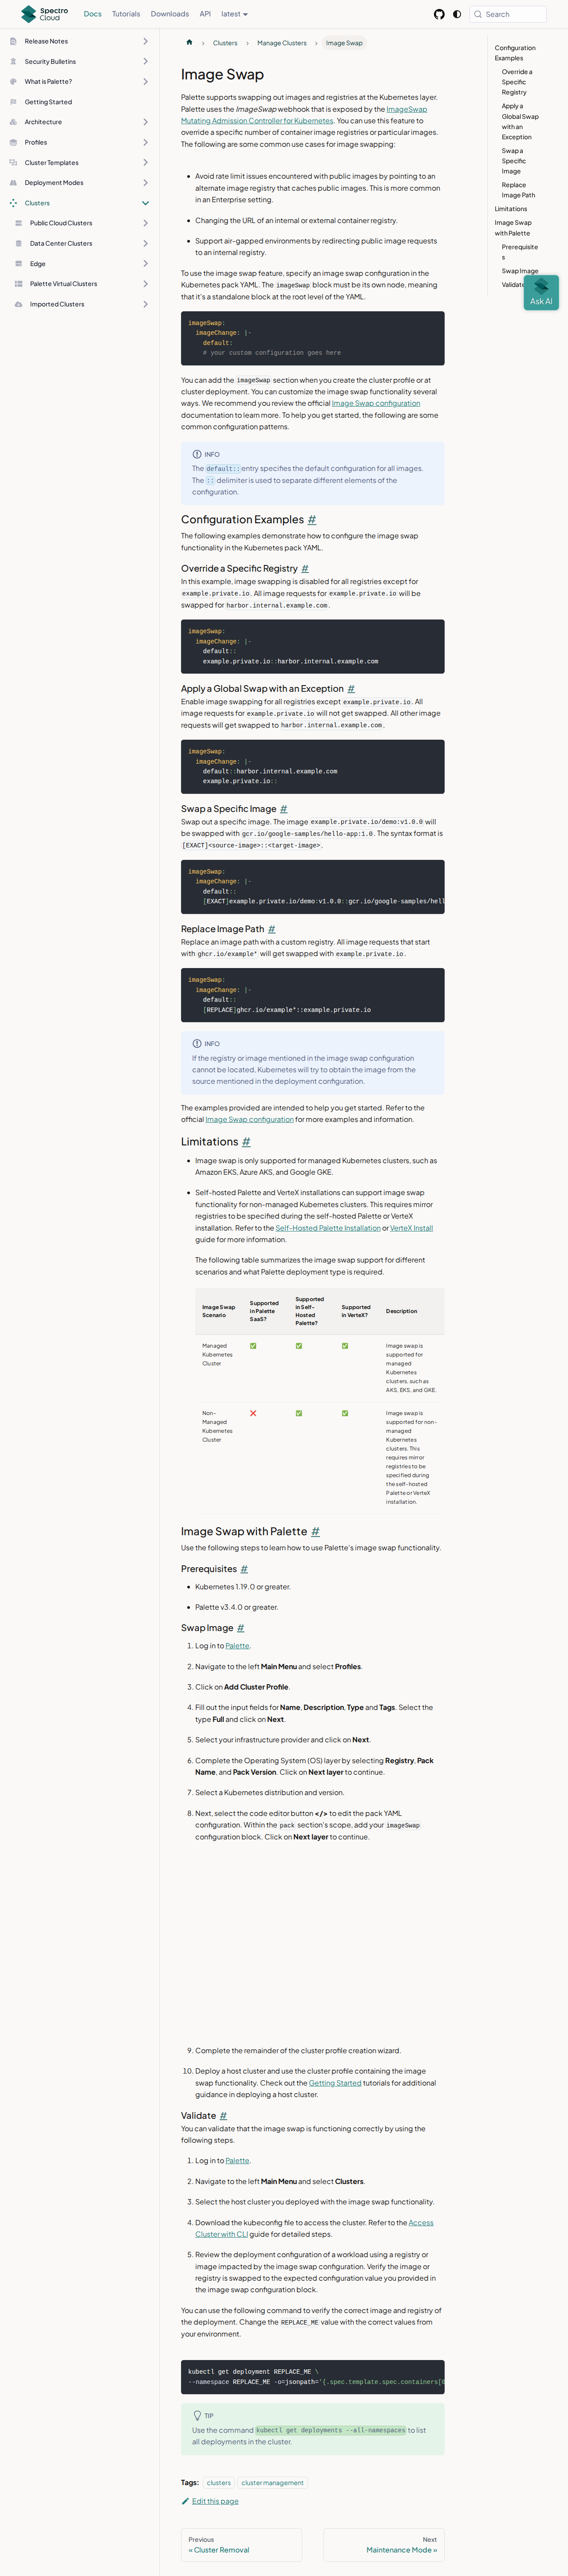 Spectro
Cloud
Docs
Tutorials
Downloads
API
latest
Search
Release Notes
Security Bulletins
What is Palette?
Getting Started
Architecture
Profiles
Cluster Templates
Deployment Modes
Clusters
Public Cloud Clusters
Data Center Clusters
Edge
Palette Virtual Clusters
Imported Clusters
Clusters
Manage Clusters
Image Swap
Image Swap
Palette supports swapping out images and registries at the Kubernetes layer.
Palette uses the ImageSwap webhook that is exposed by the ImageSwap
Mutating Admission Controller for Kubernetes. You can use this feature to
override a specific number of container image registries or particular images.
The following are some common use cases for image swapping:
Avoid rate limit issues encountered with public images by pointing to an
alternate image registry that caches public images. This is more common
in an Enterprise setting.
Changing the URL of an internal or external container registry.
Support air-gapped environments by redirecting public image requests
to an internal registry.
To use the image swap feature, specify an image swap configuration in the
Kubernetes pack YAML. The imageSwap block must be its own node, meaning
that it's a standalone block at the root level of the YAML.
imageSwap:
  imageChange: |-
    default:
    # your custom configuration goes here
You can add the imageSwap section when you create the cluster profile or at
cluster deployment. You can customize the image swap functionality several
ways. We recommend you review the official Image Swap configuration
documentation to learn more. To help you get started, the following are some
common configuration patterns.
INFO
The default:: entry specifies the default configuration for all images.
The :: delimiter is used to separate different elements of the
configuration.
Configuration Examples #
The following examples demonstrate how to configure the image swap
functionality in the Kubernetes pack YAML.
Override a Specific Registry #
In this example, image swapping is disabled for all registries except for
example.private.io. All image requests for example.private.io will be
swapped for harbor.internal.example.com.
imageSwap:
  imageChange: |-
    default::
    example.private.io::harbor.internal.example.com
Apply a Global Swap with an Exception #
Enable image swapping for all registries except example.private.io. All
image requests for example.private.io will not get swapped. All other image
requests will get swapped to harbor.internal.example.com.
imageSwap:
  imageChange: |-
    default::harbor.internal.example.com
    example.private.io::
Swap a Specific Image #
Swap out a specific image. The image example.private.io/demo:v1.0.0 will
be swapped with gcr.io/google-samples/hello-app:1.0. The syntax format is
[EXACT]<source-image>::<target-image>.
imageSwap:
  imageChange: |-
    default::
    [EXACT]example.private.io/demo:v1.0.0::gcr.io/google-samples/hell
Replace Image Path #
Replace an image path with a custom registry. All image requests that start
with ghcr.io/example* will get swapped with example.private.io.
imageSwap:
  imageChange: |-
    default::
    [REPLACE]ghcr.io/example*::example.private.io
INFO
If the registry or image mentioned in the image swap configuration
cannot be located, Kubernetes will try to obtain the image from the
source mentioned in the deployment configuration.
The examples provided are intended to help you get started. Refer to the
official Image Swap configuration for more examples and information.
Limitations #
Image swap is only supported for managed Kubernetes clusters, such as
Amazon EKS, Azure AKS, and Google GKE.
Self-hosted Palette and VerteX installations can support image swap
functionality for non-managed Kubernetes clusters. This requires mirror
registries to be specified during the self-hosted Palette or VerteX
installation. Refer to the Self-Hosted Palette Installation or VerteX Install
guide for more information.
The following table summarizes the image swap support for different
scenarios and what Palette deployment type is required.
Image Swap Scenario
Supported in Palette SaaS?
Supported in Self-Hosted Palette?
Supported in VerteX?
Description
Managed Kubernetes Cluster
✅
✅
✅
Image swap is supported for managed Kubernetes clusters, such as AKS, EKS, and GKE.
Non-Managed Kubernetes Cluster
❌
✅
✅
Image swap is supported for non-managed Kubernetes clusters. This requires mirror registries to be specified during the self-hosted Palette or VerteX installation.
Image Swap with Palette #
Use the following steps to learn how to use Palette's image swap functionality.
Prerequisites #
Kubernetes 1.19.0 or greater.
Palette v3.4.0 or greater.
Swap Image #
1. Log in to Palette.
2. Navigate to the left Main Menu and select Profiles.
3. Click on Add Cluster Profile.
4. Fill out the input fields for Name, Description, Type and Tags. Select the
type Full and click on Next.
5. Select your infrastructure provider and click on Next.
6. Complete the Operating System (OS) layer by selecting Registry, Pack
Name, and Pack Version. Click on Next layer to continue.
7. Select a Kubernetes distribution and version.
8. Next, select the code editor button </> to edit the pack YAML
configuration. Within the pack section's scope, add your imageSwap
configuration block. Click on Next layer to continue.
9. Complete the remainder of the cluster profile creation wizard.
10. Deploy a host cluster and use the cluster profile containing the image
swap functionality. Check out the Getting Started tutorials for additional
guidance in deploying a host cluster.
Validate #
You can validate that the image swap is functioning correctly by using the
following steps.
1. Log in to Palette.
2. Navigate to the left Main Menu and select Clusters.
3. Select the host cluster you deployed with the image swap functionality.
4. Download the kubeconfig file to access the cluster. Refer to the Access
Cluster with CLI guide for detailed steps.
5. Review the deployment configuration of a workload using a registry or
image impacted by the image swap configuration. Verify the image or
registry is swapped to the expected configuration value you provided in
the image swap configuration block.
You can use the following command to verify the correct image and registry of
the deployment. Change the REPLACE_ME value with the correct values from
your environment.
kubectl get deployment REPLACE_ME \
--namespace REPLACE_ME -o=jsonpath='{.spec.template.spec.containers[0
TIP
Use the command kubectl get deployments --all-namespaces to list
all deployments in the cluster.
Tags: clusters cluster management
Edit this page
Previous
« Cluster Removal
Next
Maintenance Mode »
Configuration
Examples
Override a
Specific
Registry
Apply a
Global Swap
with an
Exception
Swap a
Specific
Image
Replace
Image Path
Limitations
Image Swap
with Palette
Prerequisite
s
Swap Image
Validate
Ask AI